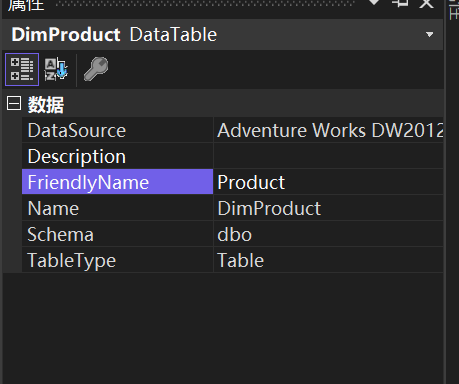 属性
DimProduct DataTable
数据
DataSource Adventure Works DW2012
Description
FriendlyName Product
Name DimProduct
Schema dbo
TableType Table